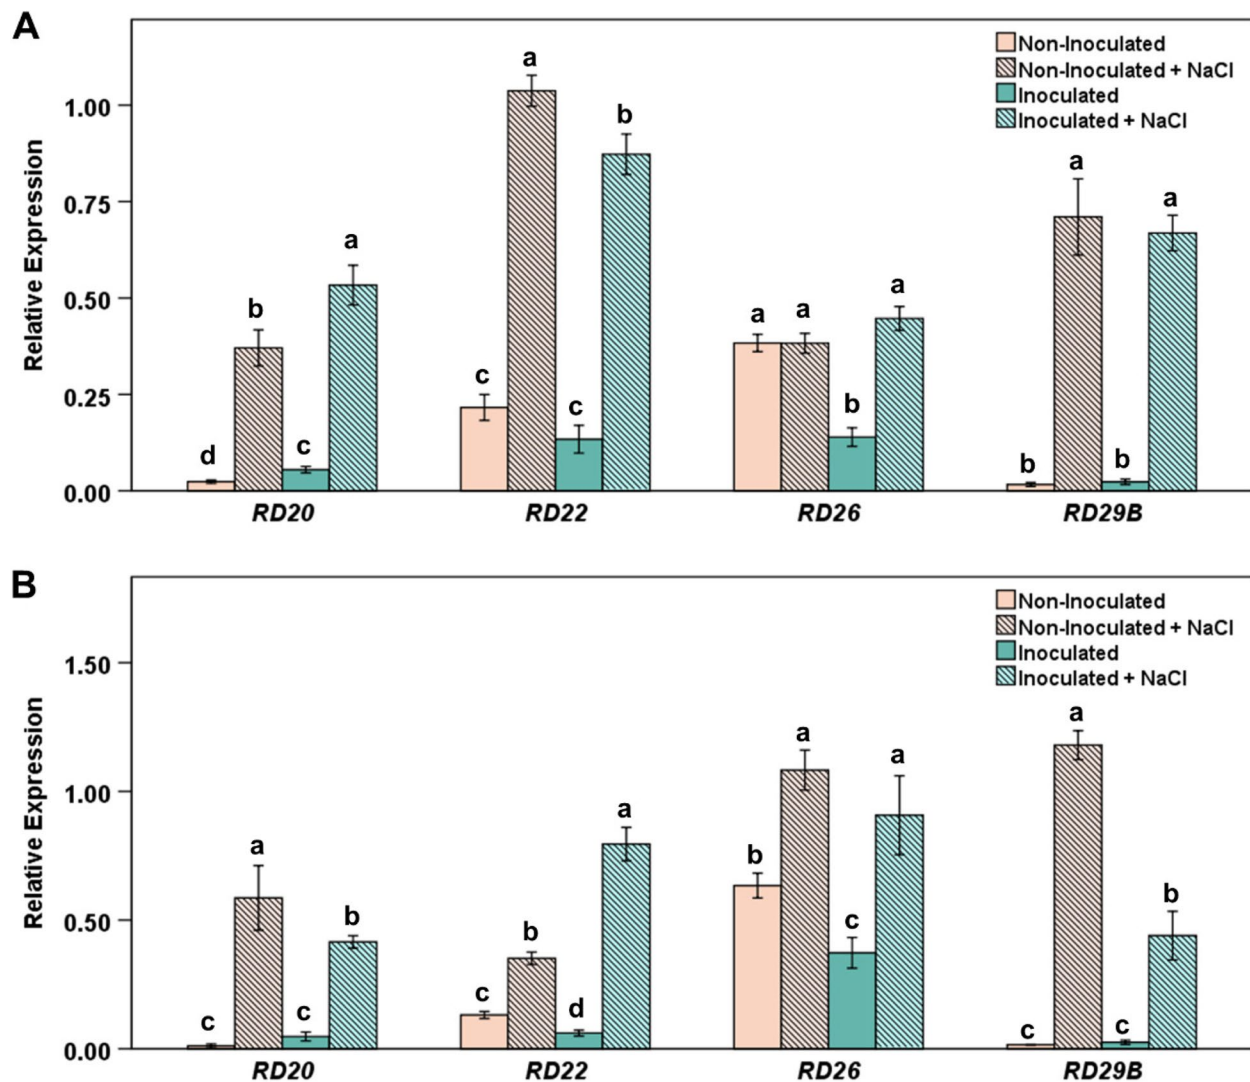 A
Non-Inoculated
Non-Inoculated + NaCl
Inoculated
Inoculated + NaCl
Relative Expression
1.00
0.75
0.50
0.25
0.00
d b c a
c a c b
a a b a
b a b a
RD20 RD22 RD26 RD29B
B
Non-Inoculated
Non-Inoculated + NaCl
Inoculated
Inoculated + NaCl
Relative Expression
1.50
1.00
0.50
0.00
c a c b
c b d a
b a c a
c a c b
RD20 RD22 RD26 RD29B